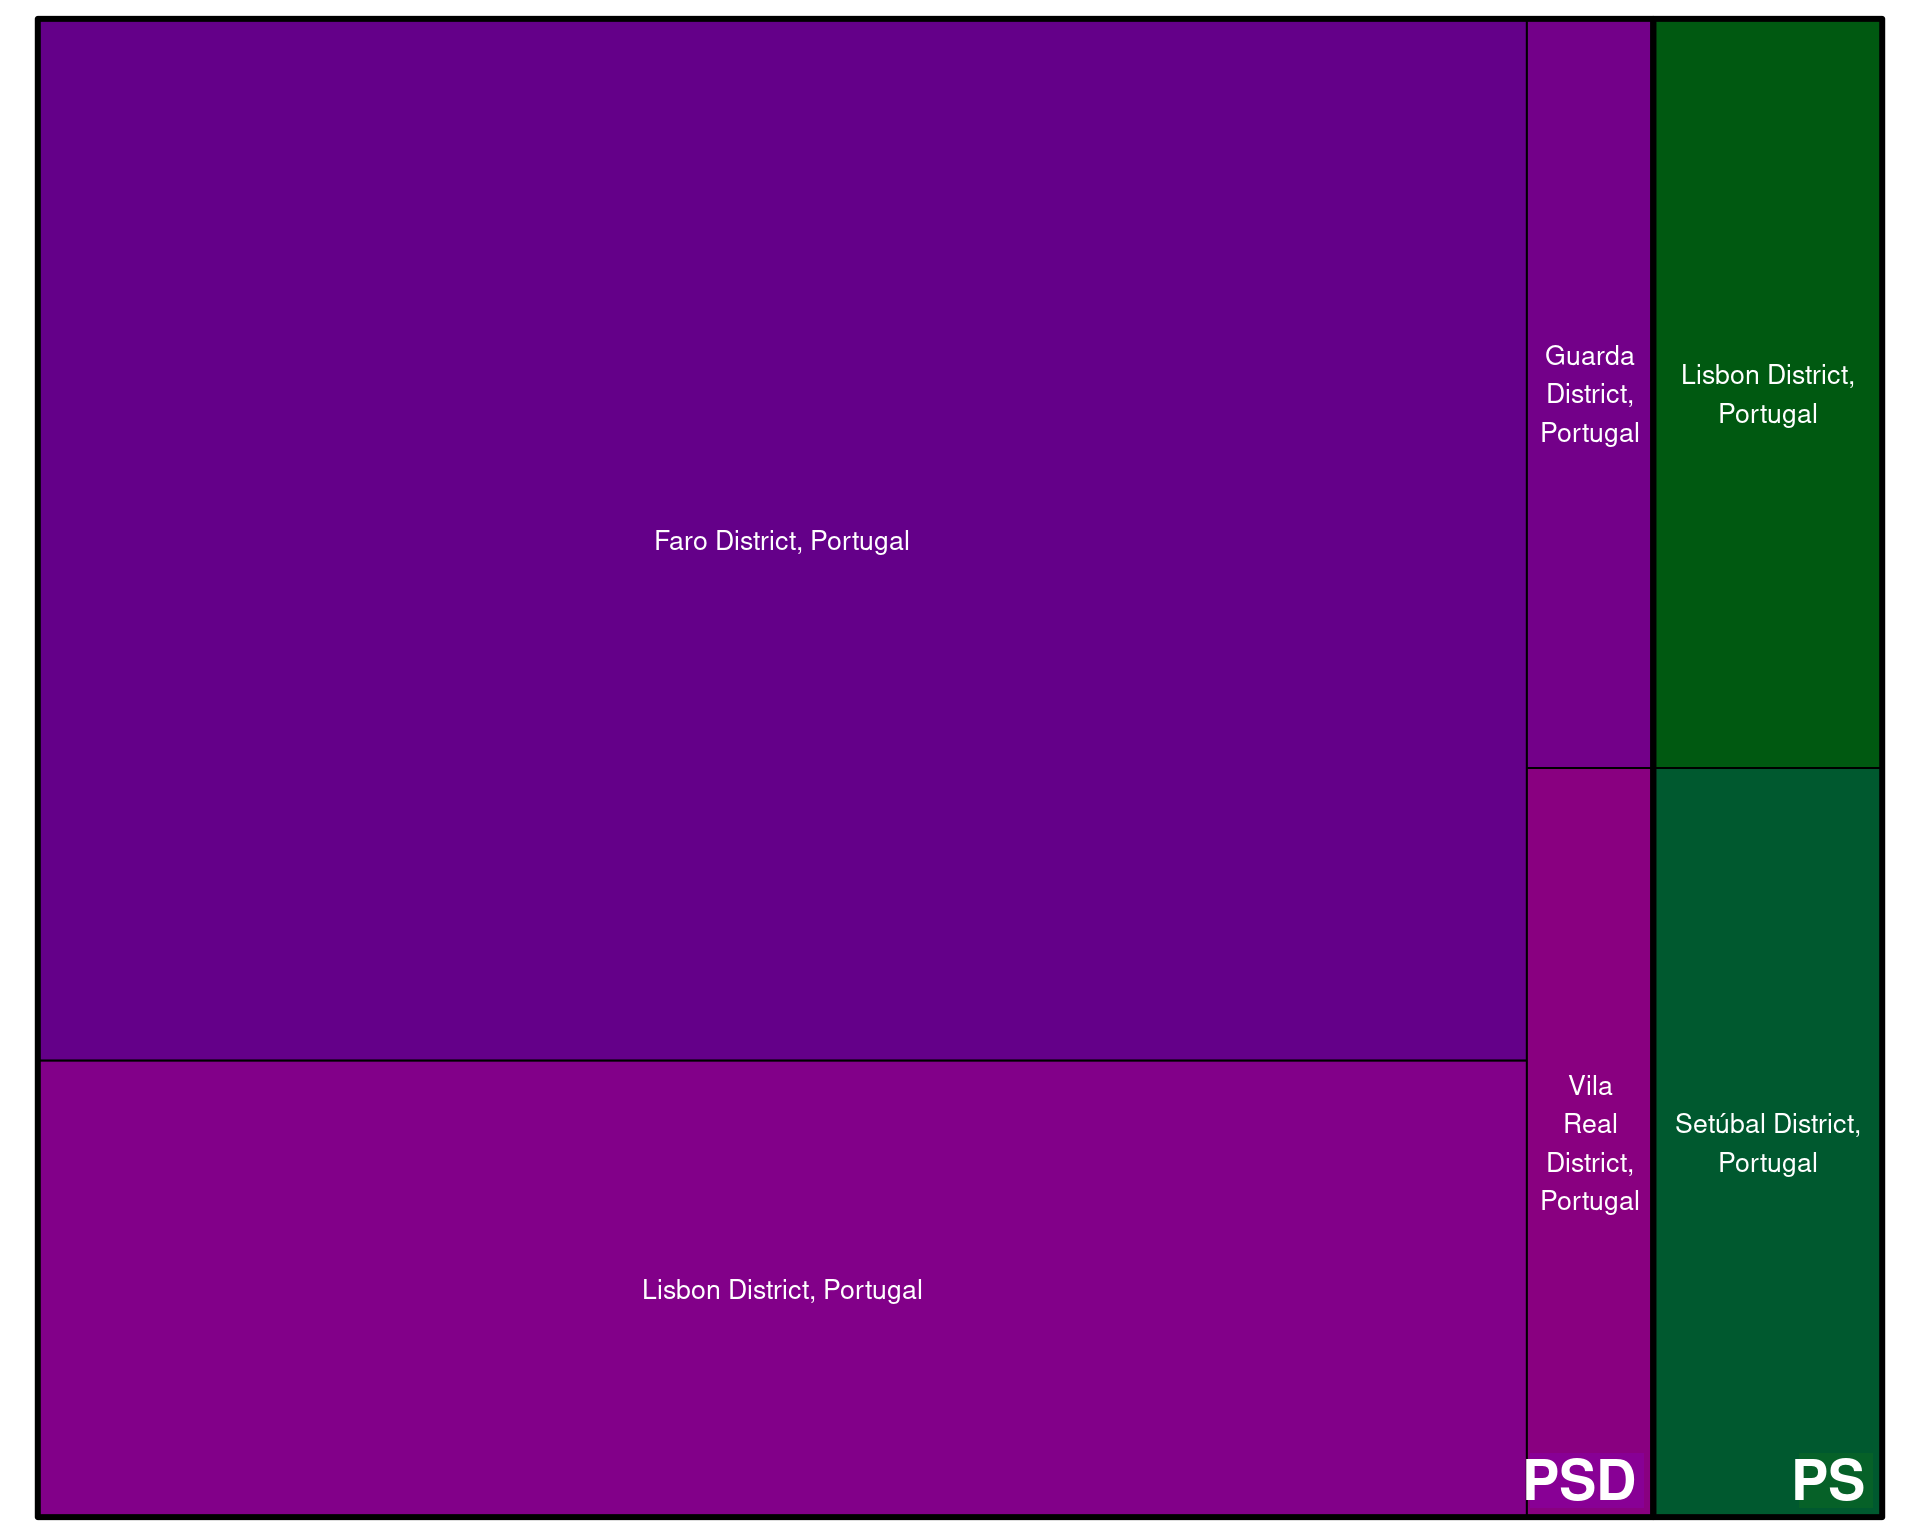 Faro District, Portugal
Lisbon District, Portugal
Guarda
District,
Portugal
Vila
Real
District,
Portugal
PSD
Lisbon District,
Portugal
Setúbal District,
Portugal
PS